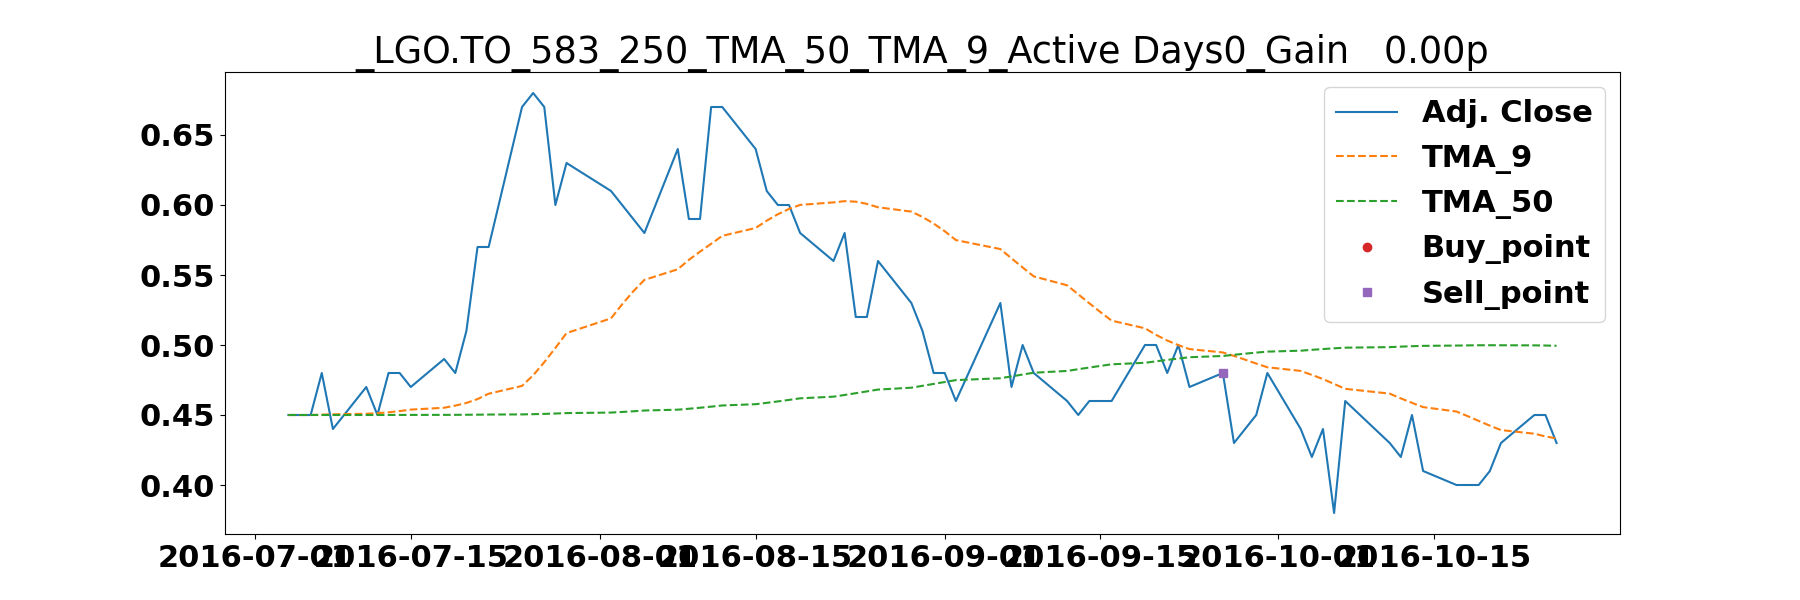 _LGO.TO_583_250_TMA_50_TMA_9_Active Days0_Gain   0.00p
Adj. Close
TMA_9
TMA_50
Buy_point
Sell_point
0.65
0.60
0.55
0.50
0.45
0.40
2016-07-01 2016-07-15 2016-08-01 2016-08-15 2016-09-01 2016-09-15 2016-10-01 2016-10-15